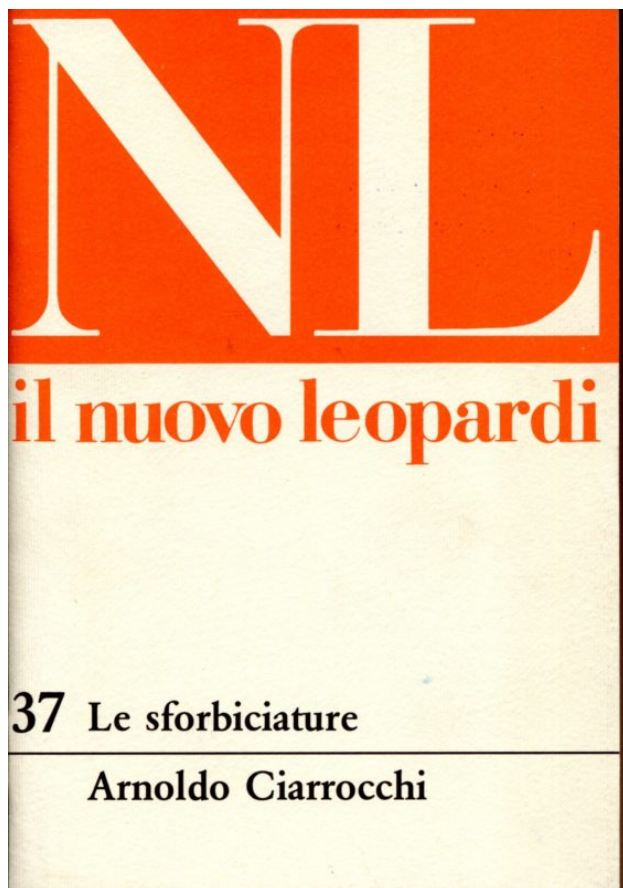 NL
il nuovo leopardi
37 Le sforbiciature
Arnoldo Ciarrocchi